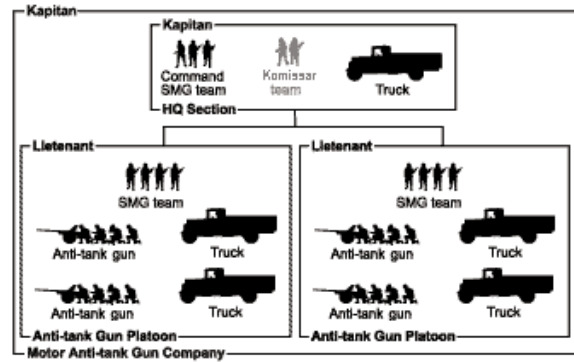 Kapitan
Kapitan
Command
SMG team
Komissar
team
Truck
HQ Section
Lietenant
Lietenant
SMG team
SMG team
Anti-tank gun
Truck
Anti-tank gun
Truck
Anti-tank gun
Truck
Anti-tank gun
Truck
Anti-tank Gun Platoon
Anti-tank Gun Platoon
Motor Anti-tank Gun Company